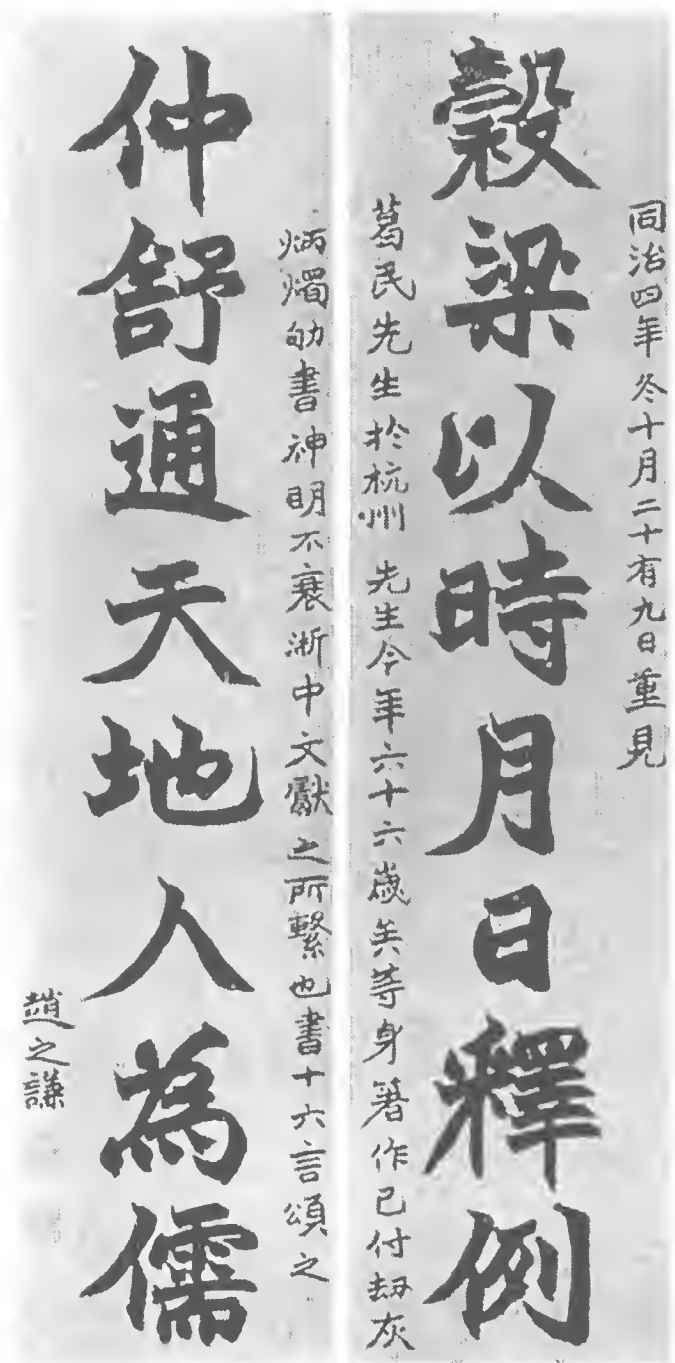 同治四年冬十月二十有九日重見
穀梁以時月日釋例
葛民先生於杭州先生今年六十六歲矣等身箸作已付劫灰
炳燭劬書神明不衰浙中文獻之所繫也書十六言頌之
仲舒通天地人為儒
趙之謙